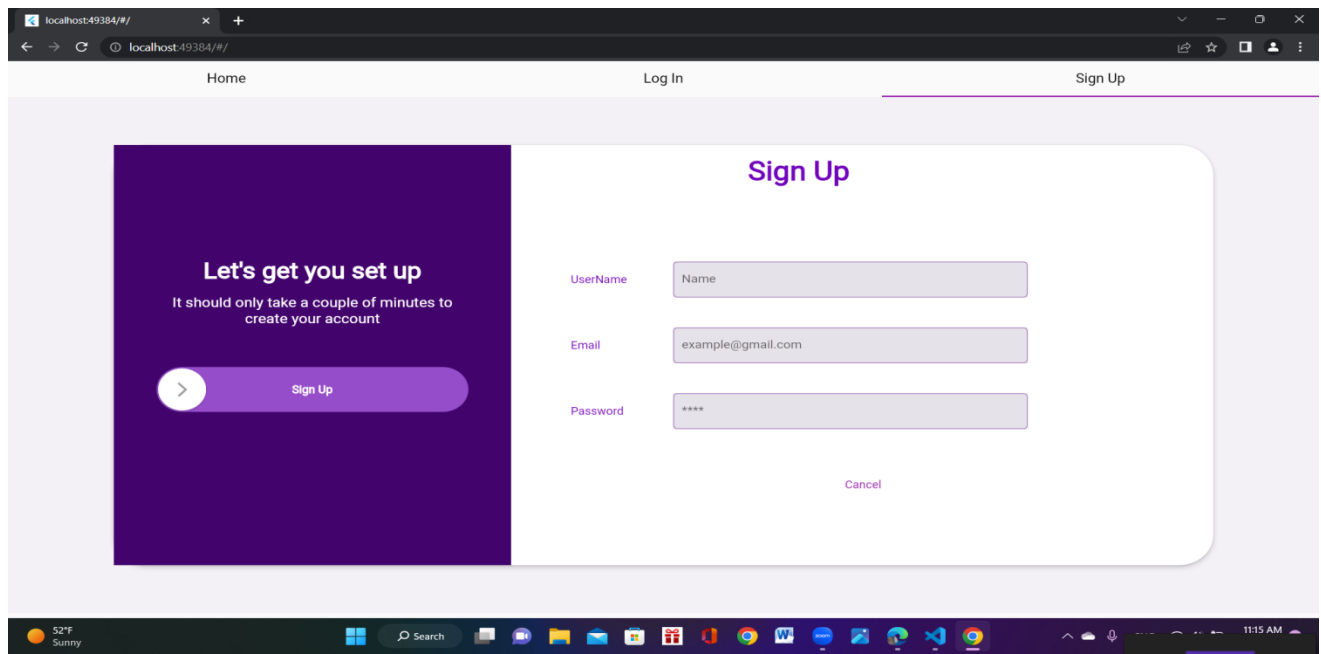 localhost:49384/#/
localhost:49384/#/
Home
Log In
Sign Up
Sign Up
Let's get you set up
It should only take a couple of minutes to
create your account
Sign Up
UserName
Name
Email
example@gmail.com
Password
****
Cancel
52°F
Sunny
Search
zoom
11:15 AM